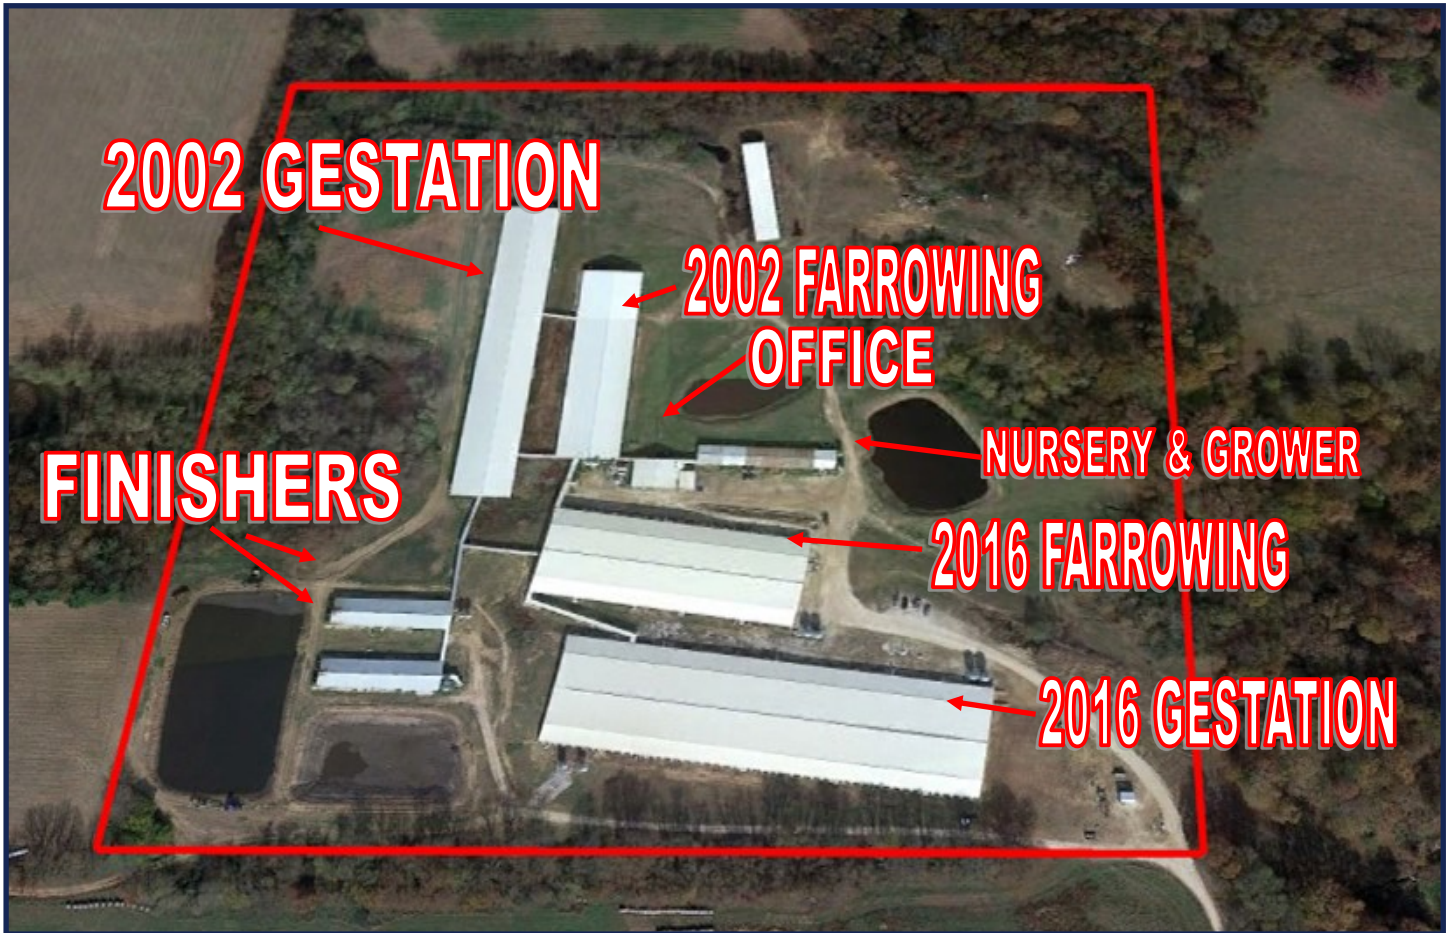 2002 GESTATION
2002 FARROWING
OFFICE
NURSERY & GROWER
FINISHERS
2016 FARROWING
2016 GESTATION